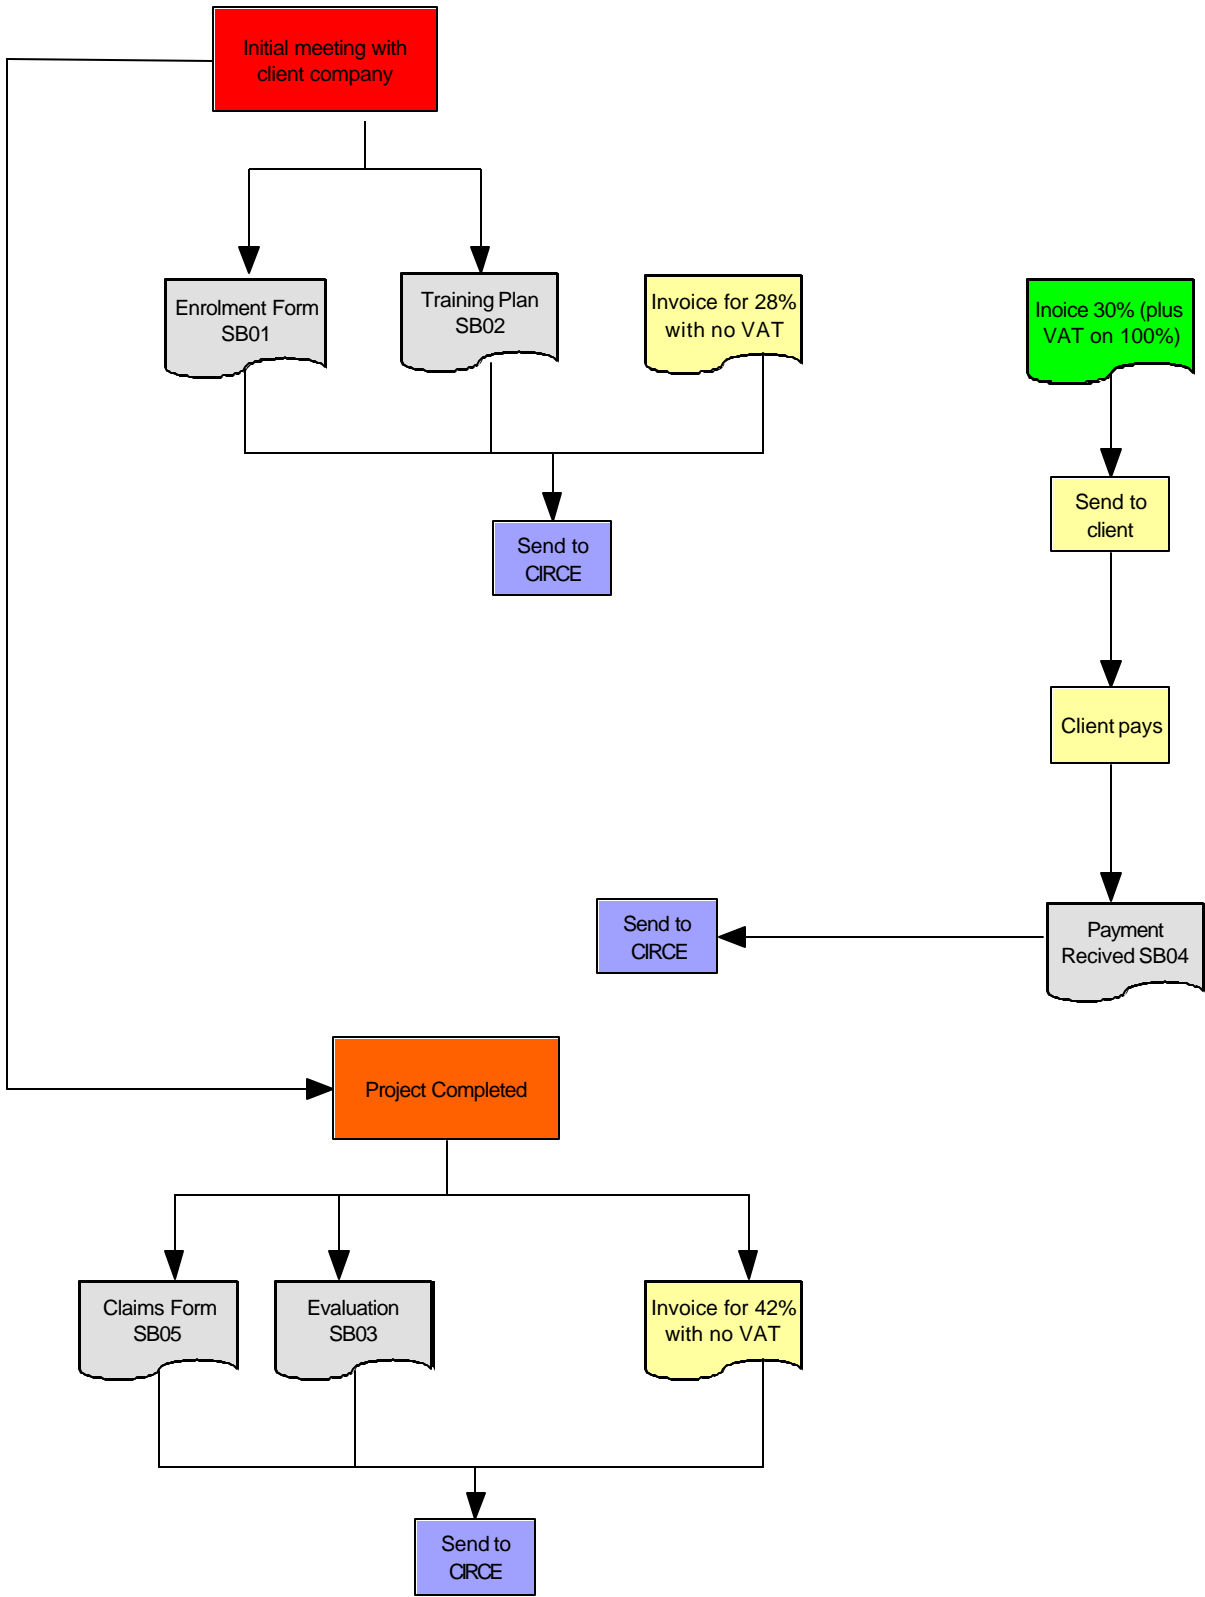 Initial meeting with
client company
Enrolment Form
SB01
Training Plan
SB02
Invoice for 28%
with no VAT
Inoice 30% (plus
VAT on 100%)
Send to
CIRCE
Send to
client
Client pays
Payment
Recived SB04
Send to
CIRCE
Project Completed
Claims Form
SB05
Evaluation
SB03
Invoice for 42%
with no VAT
Send to
CIRCE